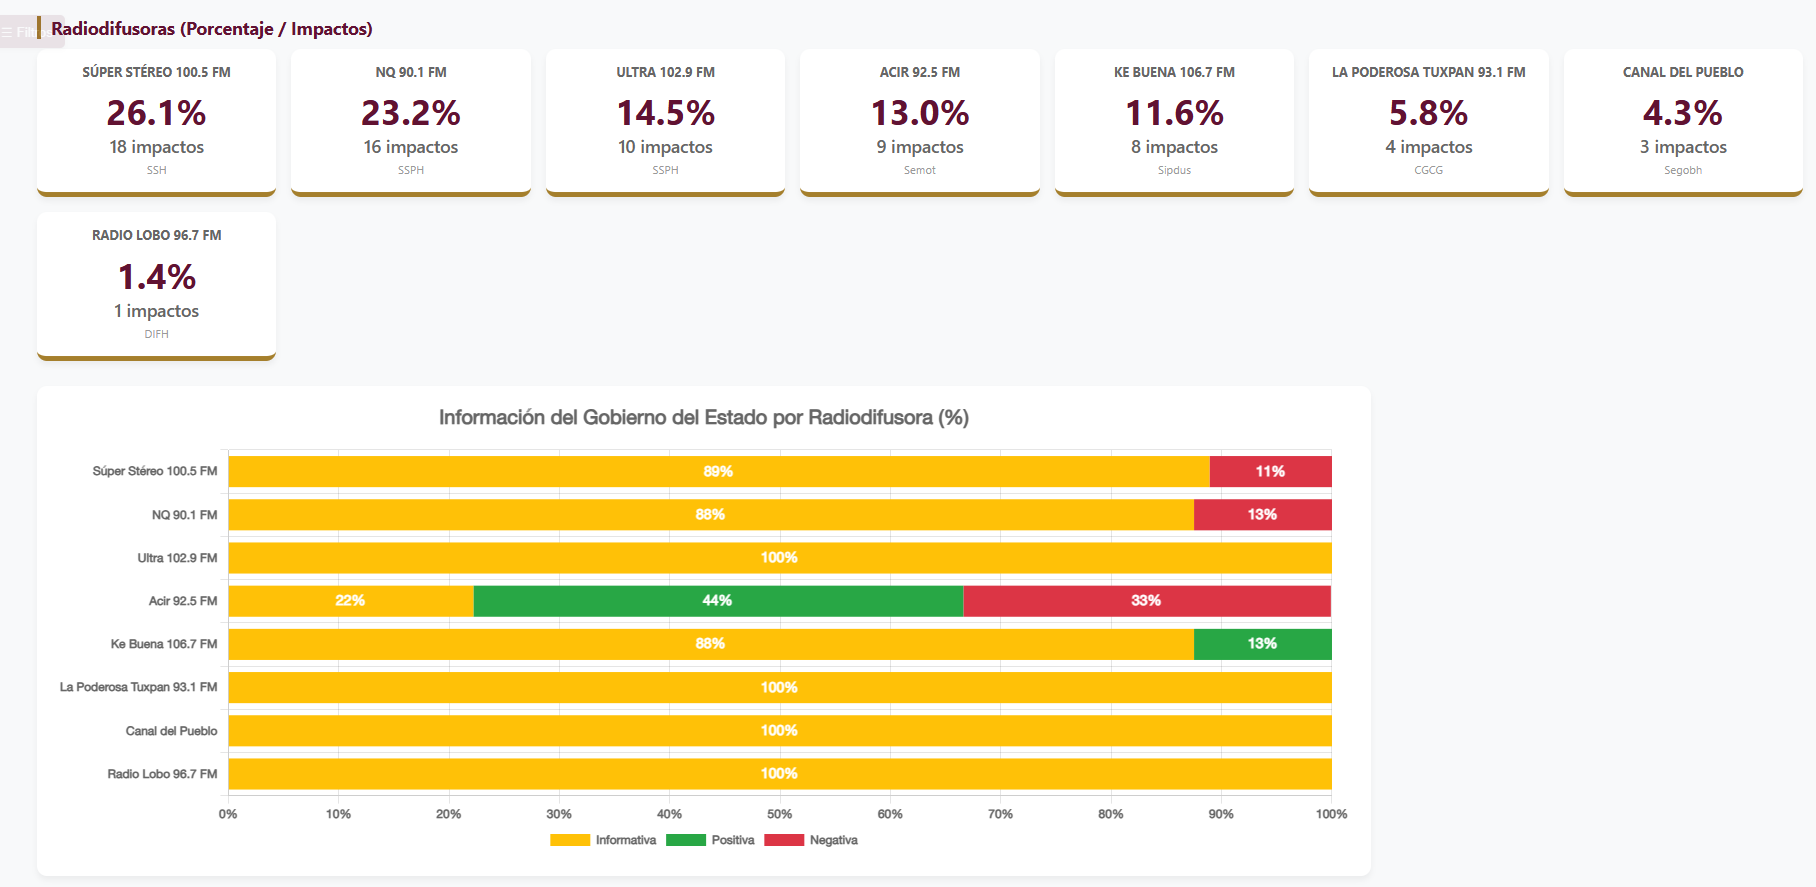 ☰ Filtros
Radiodifusoras (Porcentaje / Impactos)
SÚPER STÉREO 100.5 FM
26.1%
18 impactos
SSH
NQ 90.1 FM
23.2%
16 impactos
SSPH
ULTRA 102.9 FM
14.5%
10 impactos
SSPH
ACIR 92.5 FM
13.0%
9 impactos
Semot
KE BUENA 106.7 FM
11.6%
8 impactos
Sipdus
LA PODEROSA TUXPAN 93.1 FM
5.8%
4 impactos
CGCG
CANAL DEL PUEBLO
4.3%
3 impactos
Segobh
RADIO LOBO 96.7 FM
1.4%
1 impactos
DIFH
Información del Gobierno del Estado por Radiodifusora (%)
Súper Stéreo 100.5 FM 89% 11%
NQ 90.1 FM 88% 13%
Ultra 102.9 FM 100%
Acir 92.5 FM 22% 44% 33%
Ke Buena 106.7 FM 88% 13%
La Poderosa Tuxpan 93.1 FM 100%
Canal del Pueblo 100%
Radio Lobo 96.7 FM 100%
0% 10% 20% 30% 40% 50% 60% 70% 80% 90% 100%
Informativa Positiva Negativa